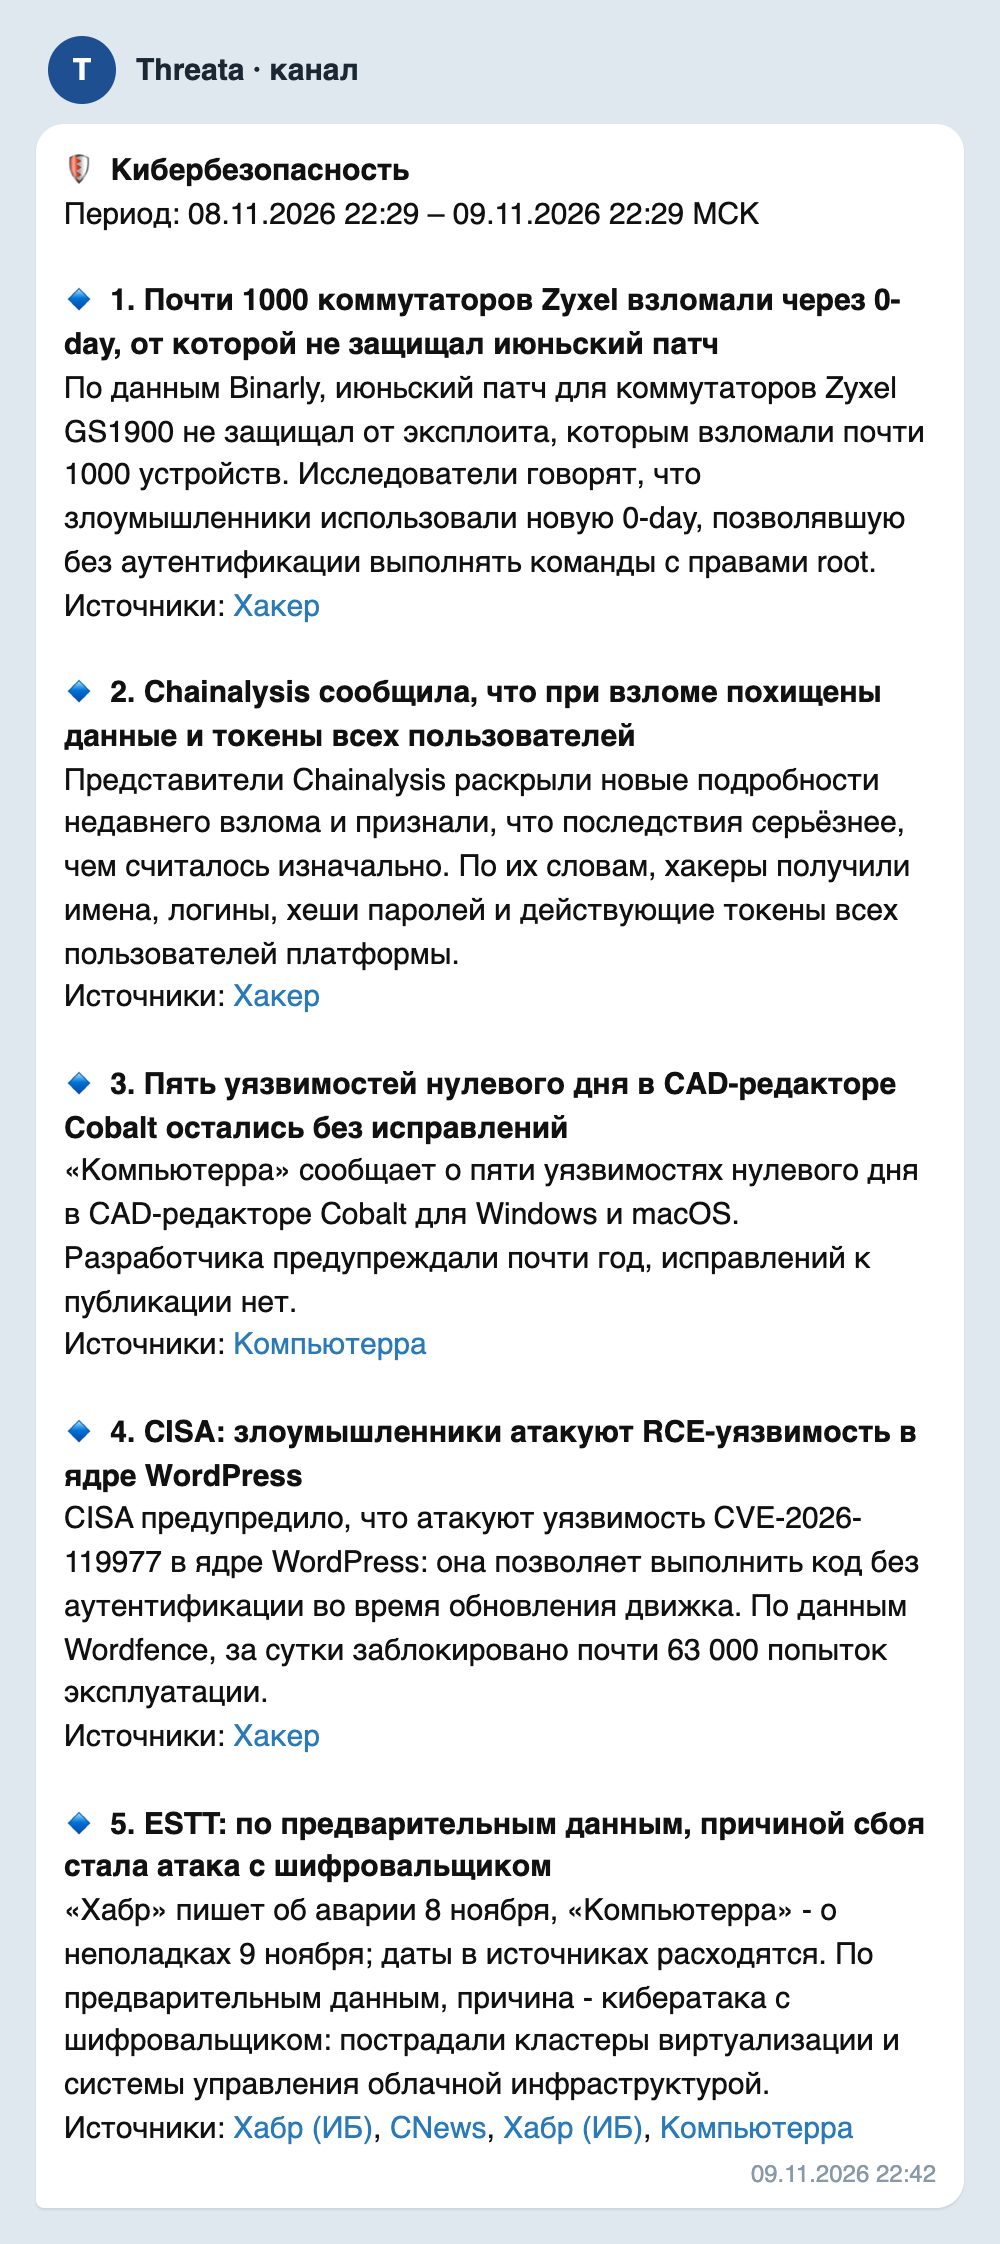 T
Threata · канал
Кибербезопасность
Период: 08.11.2026 22:29 – 09.11.2026 22:29 МСК
1. Почти 1000 коммутаторов Zyxel взломали через 0-
day, от которой не защищал июньский патч
По данным Binarly, июньский патч для коммутаторов Zyxel
GS1900 не защищал от эксплоита, которым взломали почти
1000 устройств. Исследователи говорят, что
злоумышленники использовали новую 0-day, позволявшую
без аутентификации выполнять команды с правами root.
Источники: Хакер
2. Chainalysis сообщила, что при взломе похищены
данные и токены всех пользователей
Представители Chainalysis раскрыли новые подробности
недавнего взлома и признали, что последствия серьёзнее,
чем считалось изначально. По их словам, хакеры получили
имена, логины, хеши паролей и действующие токены всех
пользователей платформы.
Источники: Хакер
3. Пять уязвимостей нулевого дня в CAD-редакторе
Cobalt остались без исправлений
«Компьютерра» сообщает о пяти уязвимостях нулевого дня
в CAD-редакторе Cobalt для Windows и macOS.
Разработчика предупреждали почти год, исправлений к
публикации нет.
Источники: Компьютерра
4. CISA: злоумышленники атакуют RCE-уязвимость в
ядре WordPress
CISA предупредило, что атакуют уязвимость CVE-2026-
119977 в ядре WordPress: она позволяет выполнить код без
аутентификации во время обновления движка. По данным
Wordfence, за сутки заблокировано почти 63 000 попыток
эксплуатации.
Источники: Хакер
5. ESTT: по предварительным данным, причиной сбоя
стала атака с шифровальщиком
«Хабр» пишет об аварии 8 ноября, «Компьютерра» - о
неполадках 9 ноября; даты в источниках расходятся. По
предварительным данным, причина - кибератака с
шифровальщиком: пострадали кластеры виртуализации и
системы управления облачной инфраструктурой.
Источники: Хабр (ИБ), CNews, Хабр (ИБ), Компьютерра
09.11.2026 22:42